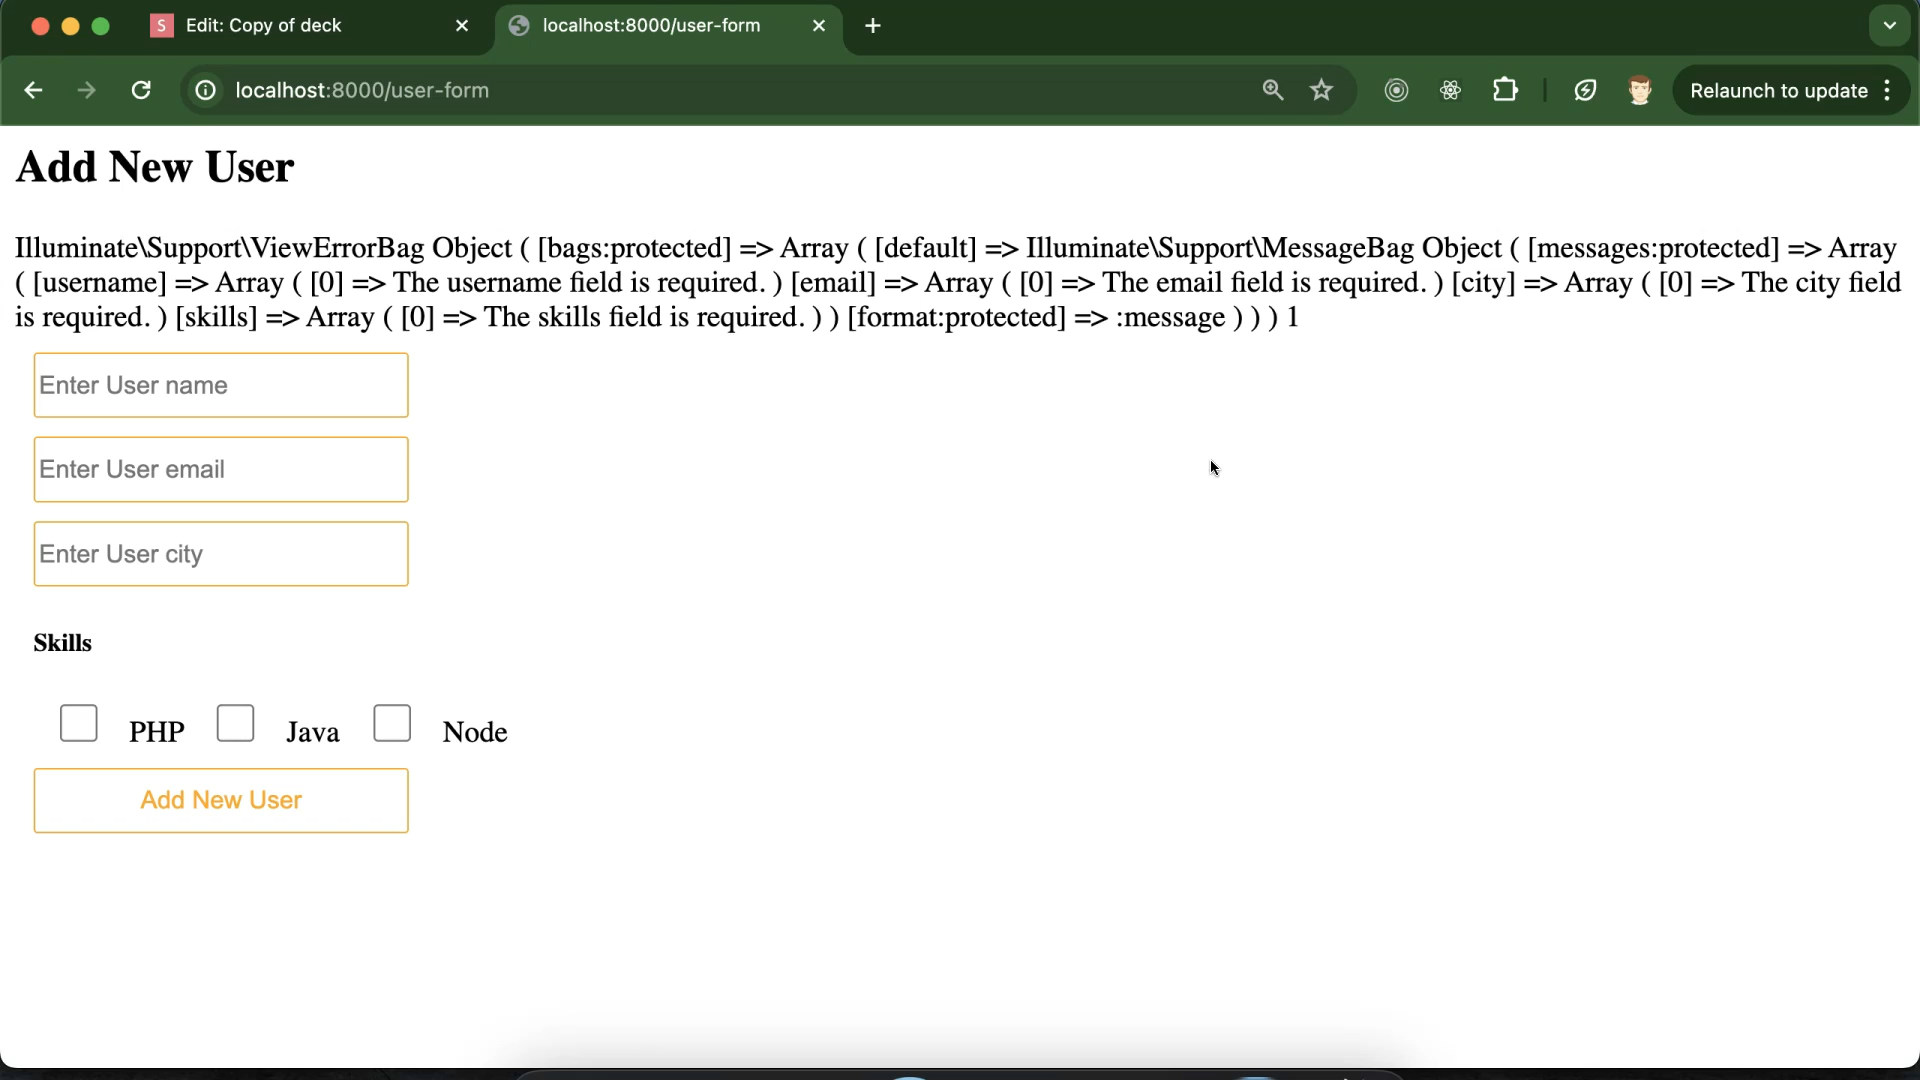 S Edit: Copy of deck
localhost:8000/user-form
localhost:8000/user-form
Relaunch to update
Add New User
Illuminate\Support\ViewErrorBag Object ( [bags:protected] => Array ( [default] => Illuminate\Support\MessageBag Object ( [messages:protected] => Array
( [username] => Array ( [0] => The username field is required. ) [email] => Array ( [0] => The email field is required. ) [city] => Array ( [0] => The city field
is required. ) [skills] => Array ( [0] => The skills field is required. ) ) [format:protected] => :message ) ) ) 1
Enter User name
Enter User email
Enter User city
Skills
PHP Java Node
Add New User